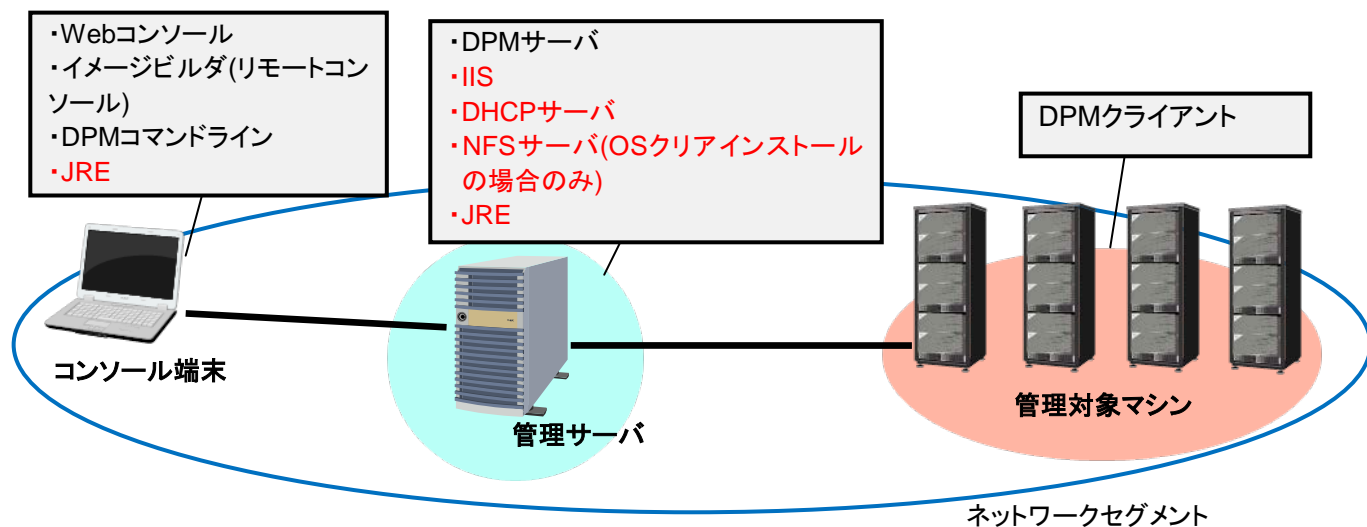 ・Webコンソール
・イメージビルダ(リモートコン
ソール)
・DPMコマンドライン
・JRE
・DPMサーバ
・IIS
・DHCPサーバ
・NFSサーバ(OSクリアインストール
の場合のみ)
・JRE
DPMクライアント
コンソール端末
管理サーバ
管理対象マシン
ネットワークセグメント